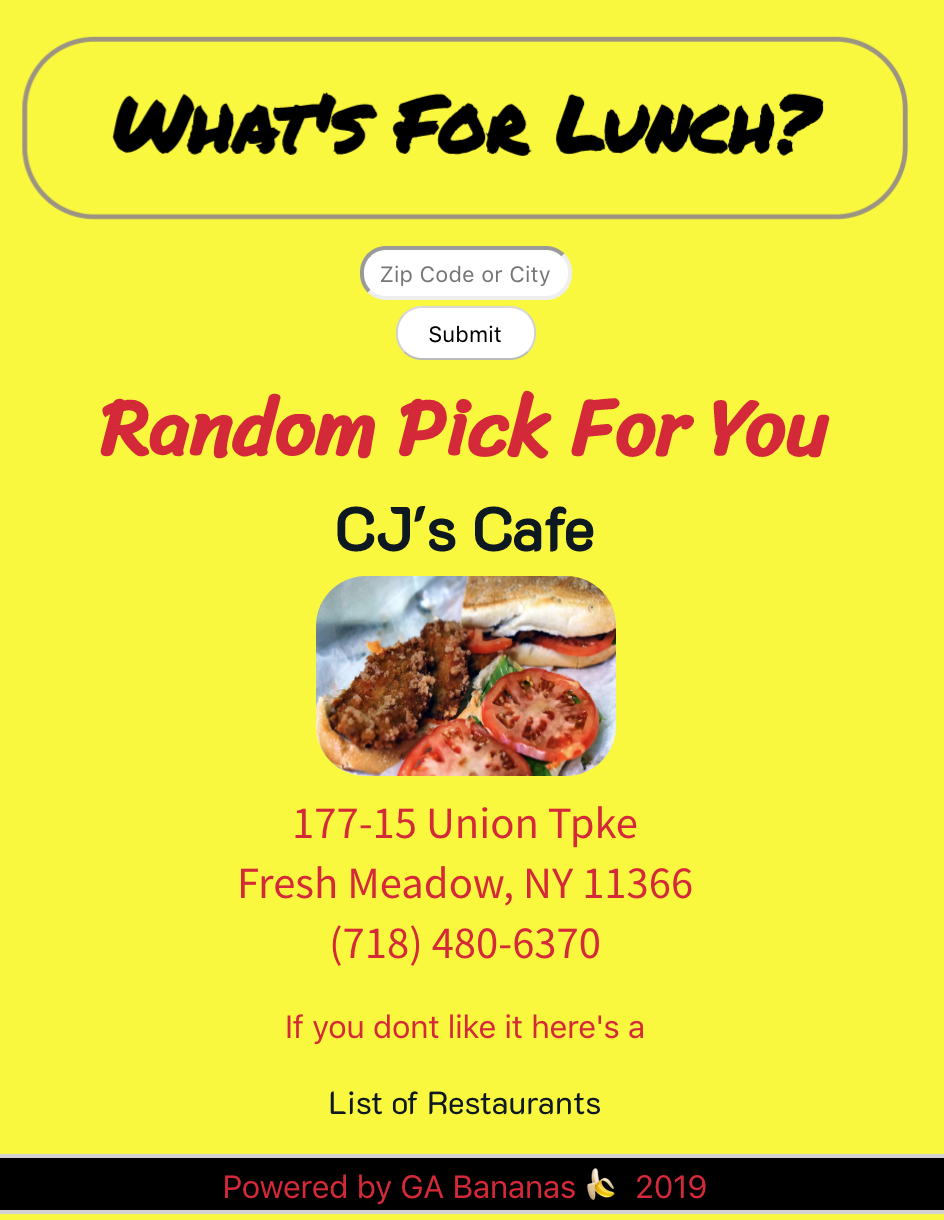 What's For Lunch?
Zip Code or City
Submit
Random Pick For You
CJ's Cafe
177-15 Union Tpke
Fresh Meadow, NY 11366
(718) 480-6370
If you dont like it here's a
List of Restaurants
Powered by GA Bananas 🍌 2019